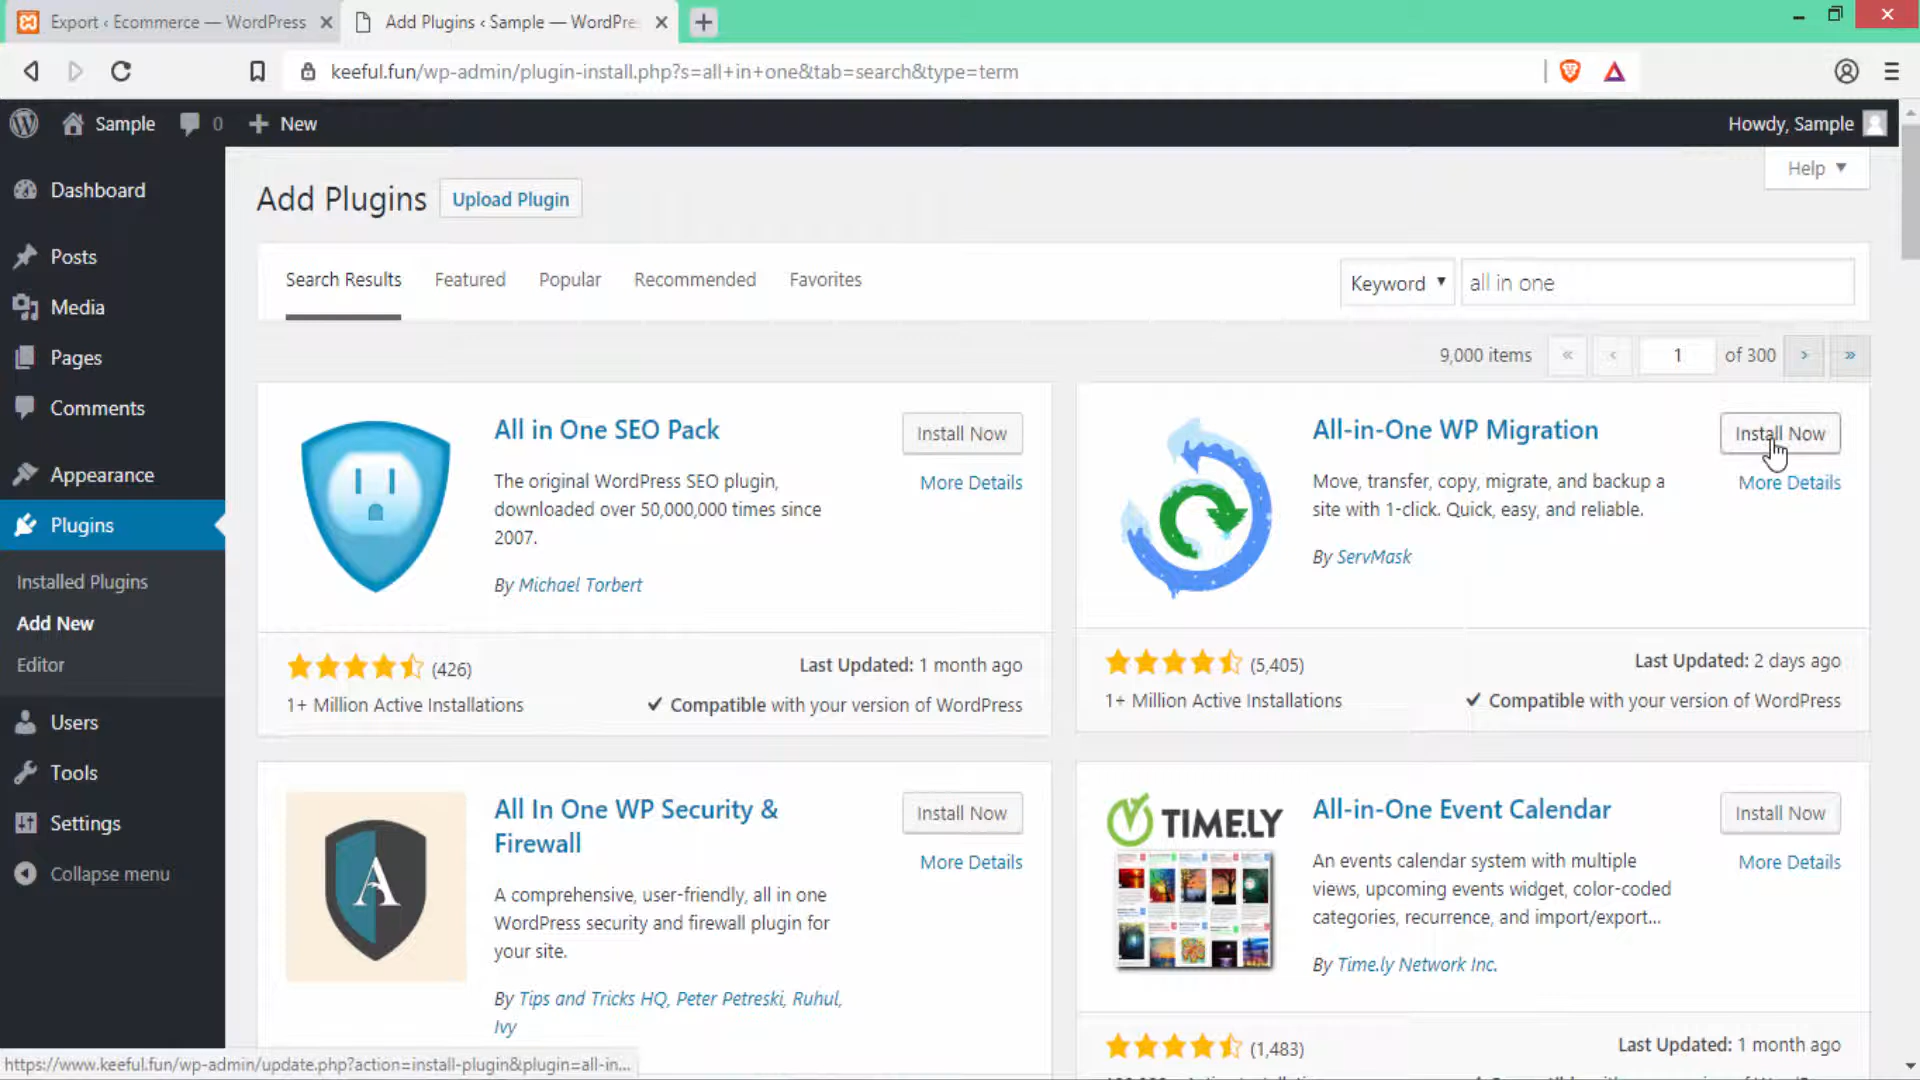 Export ‹ Ecommerce — WordPress
Add Plugins ‹ Sample — WordPre
keeful.fun/wp-admin/plugin-install.php?s=all+in+one&tab=search&type=term
Sample
0
New
Howdy, Sample
Help
Dashboard
Posts
Media
Pages
Comments
Appearance
Plugins
Installed Plugins
Add New
Editor
Users
Tools
Settings
Collapse menu
Add Plugins
Upload Plugin
Search Results
Featured
Popular
Recommended
Favorites
Keyword
all in one
9,000 items
«
‹
1
of 300
›
»
All in One SEO Pack
Install Now
More Details
The original WordPress SEO plugin,
downloaded over 50,000,000 times since
2007.
By Michael Torbert
(426)
Last Updated: 1 month ago
1+ Million Active Installations
Compatible with your version of WordPress
All-in-One WP Migration
Install Now
More Details
Move, transfer, copy, migrate, and backup a
site with 1-click. Quick, easy, and reliable.
By ServMask
(5,405)
Last Updated: 2 days ago
1+ Million Active Installations
Compatible with your version of WordPress
All In One WP Security &
Firewall
Install Now
More Details
A comprehensive, user-friendly, all in one
WordPress security and firewall plugin for
your site.
By Tips and Tricks HQ, Peter Petreski, Ruhul,
Ivy
TIME.LY
All-in-One Event Calendar
Install Now
More Details
An events calendar system with multiple
views, upcoming events widget, color-coded
categories, recurrence, and import/export...
By Time.ly Network Inc.
(1,483)
Last Updated: 1 month ago
https://www.keeful.fun/wp-admin/update.php?action=install-plugin&plugin=all-in...